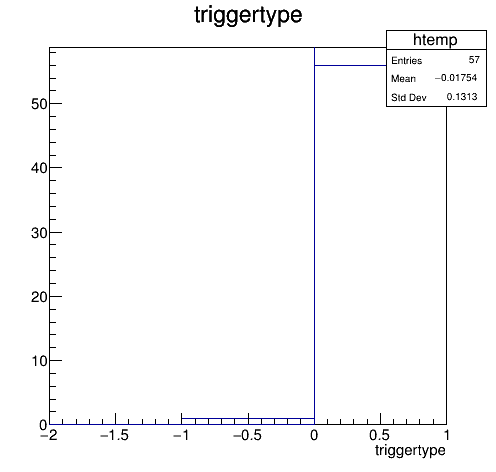 triggertype
htemp
Entries 57
Mean −0.01754
Std Dev 0.1313
50
40
30
20
10
0
−2 −1.5 −1 −0.5 0 0.5 1
triggertype